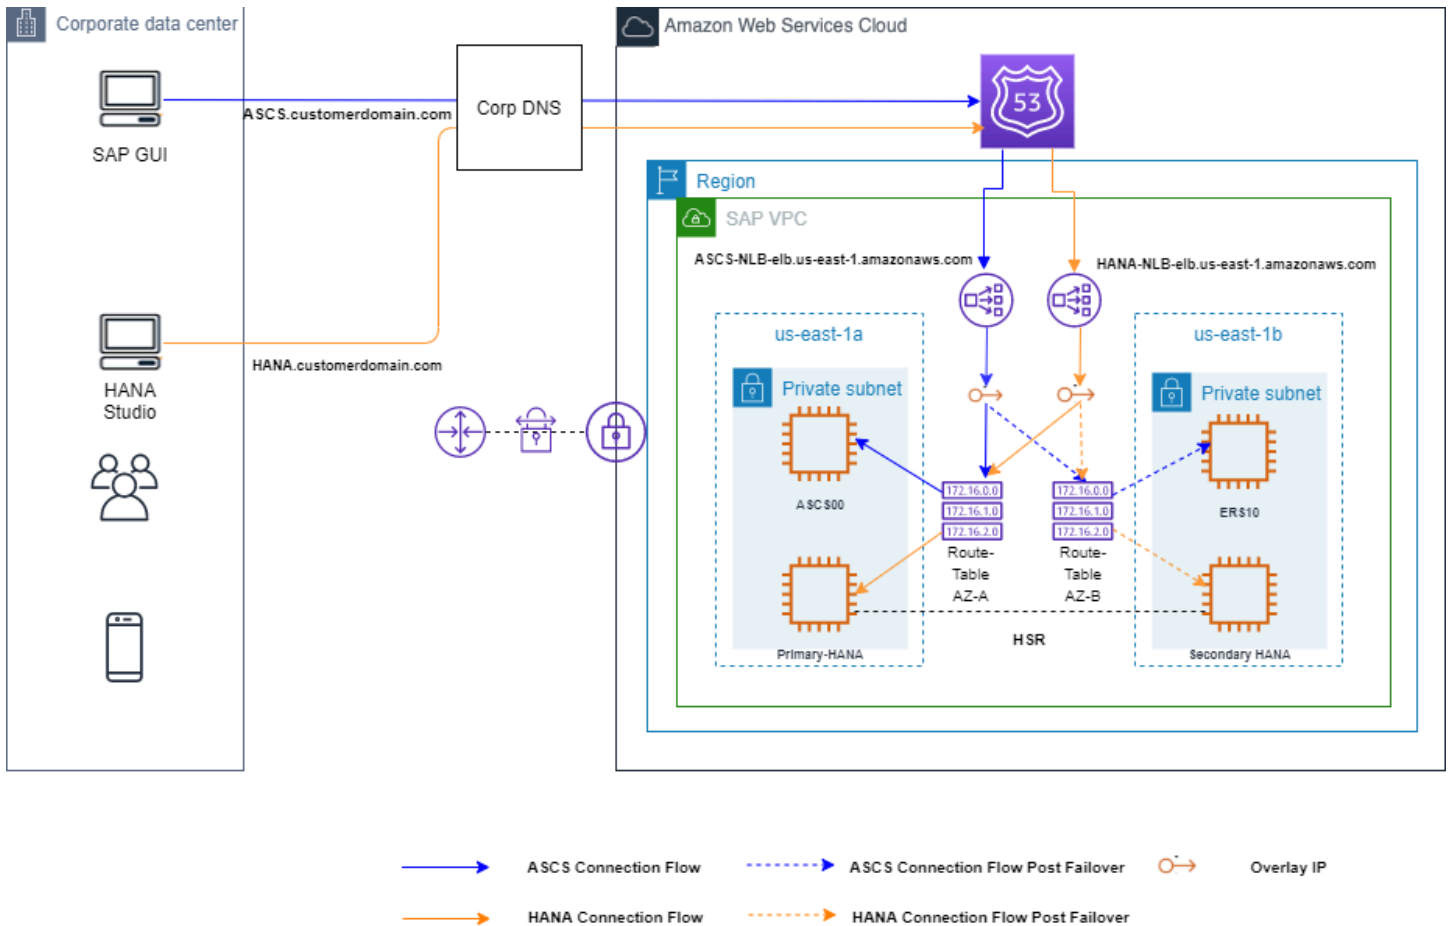 Corporate data center
Amazon Web Services Cloud
SAP GUI
ASCS.customerdomain.com
Corp DNS
53
Region
SAP VPC
ASCS-NLB-elb.us-east-1.amazonaws.com
HANA-NLB-elb.us-east-1.amazonaws.com
HANA
Studio
HANA.customerdomain.com
us-east-1a
Private subnet
ASCS00
Primary-HANA
172.16.0.0
172.16.1.0
172.16.2.0
Route-
Table
AZ-A
172.16.0.0
172.16.1.0
172.16.2.0
Route-
Table
AZ-B
HSR
us-east-1b
Private subnet
ERS10
Secondary HANA
ASCS Connection Flow
ASCS Connection Flow Post Failover
Overlay IP
HANA Connection Flow
HANA Connection Flow Post Failover